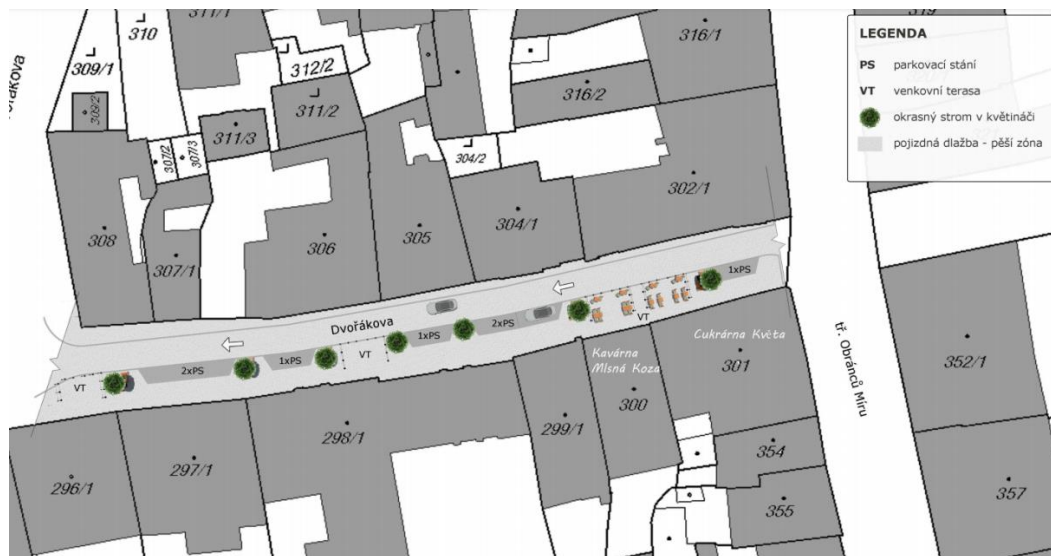 310
311/1
309/1
312/2
311/2
309/2
311/3
307/2
307/3
304/2
316/1
316/2
308
307/1
306
305
304/1
302/1
LEGENDA
PS parkovací stání
VT venkovní terasa
okrasný strom v květináči
pojizdná dlažba - pěší zóna
1xPS
Dvořákova
VT
2xPS
1xPS
VT
1xPS
2xPS
VT
Cukrárna Květa
Kavárna
Mlsná Koza
301
300
tř. Obránců Míru
352/1
299/1
298/1
297/1
296/1
354
355
357